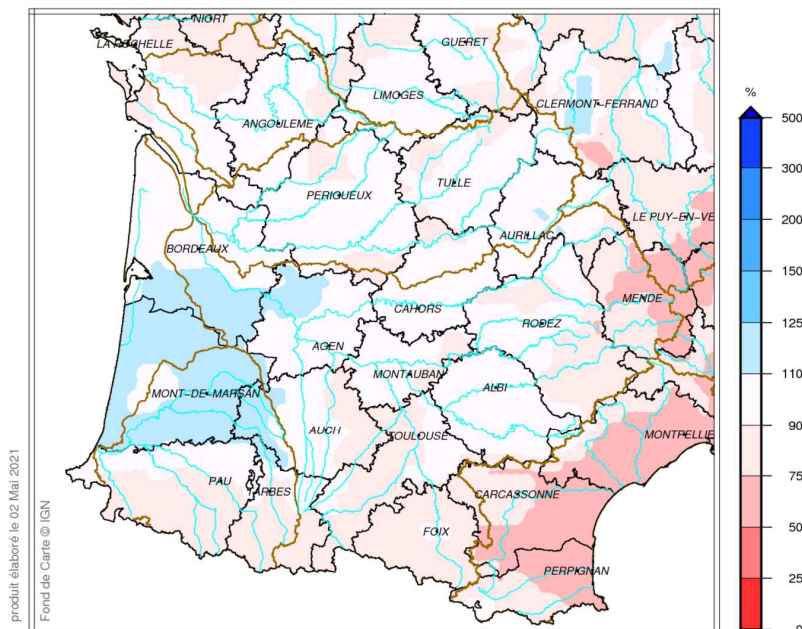 NIORT
LA ROCHELLE
GUERET
LIMOGES
CLERMONT-FERRAND
ANGOULEME
TULLE
PERIGUEUX
LE PUY-EN-VE
AURILLAC
BORDEAUX
MENDE
CAHORS
RODEZ
AGEN
MONTAUBAN
ALBI
MONT-DE-MARSAN
AUCH
TOULOUSE
MONTPELLIE
PAU
TARBES
CARCASSONNE
FOIX
PERPIGNAN
%
500
300
200
150
125
110
90
75
50
25
0
produit élaboré le 02 Mai 2021
Fond de Carte © IGN